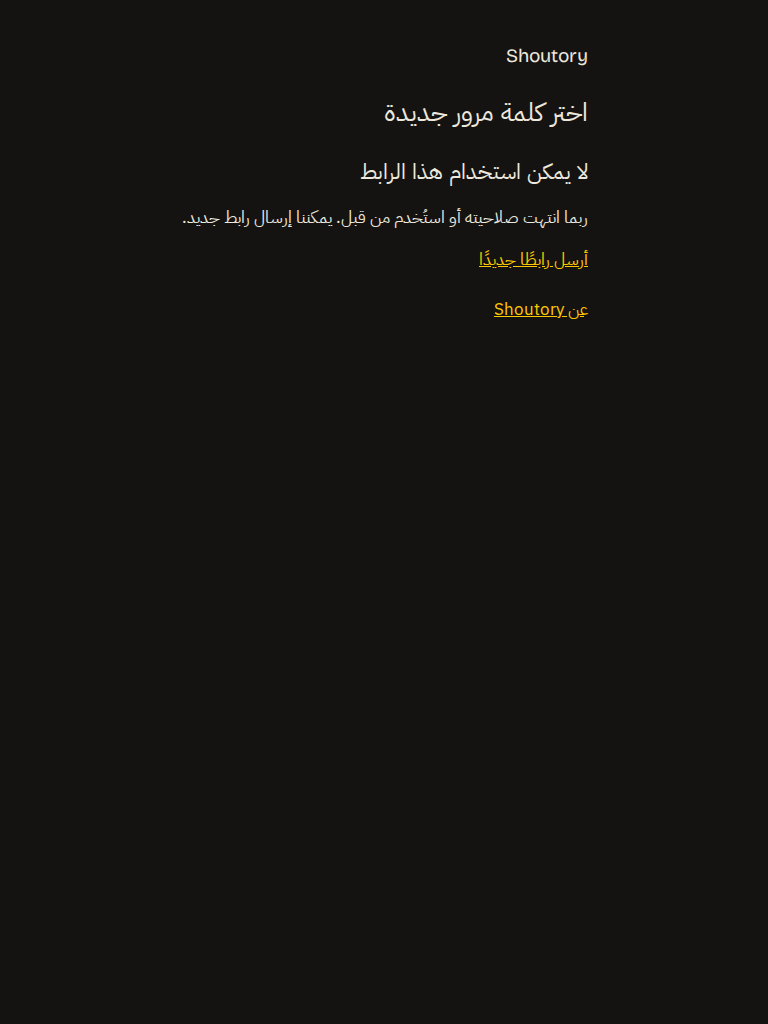 Shoutory
اختر كلمة مرور جديدة
لا يمكن استخدام هذا الرابط
ربما انتهت صلاحيته أو استُخدم من قبل. يمكننا إرسال رابط جديد.
أرسل رابطًا جديدًا
عن Shoutory